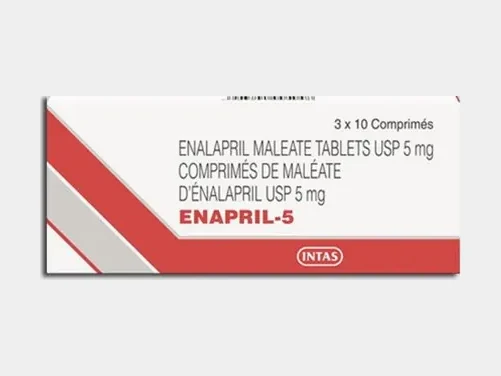 3 x 10 Comprimés
ENALAPRIL MALEATE TABLETS USP 5 mg
COMPRIMÉS DE MALÉATE
D'ÉNALAPRIL USP 5 mg
ENAPRIL-5
INTAS